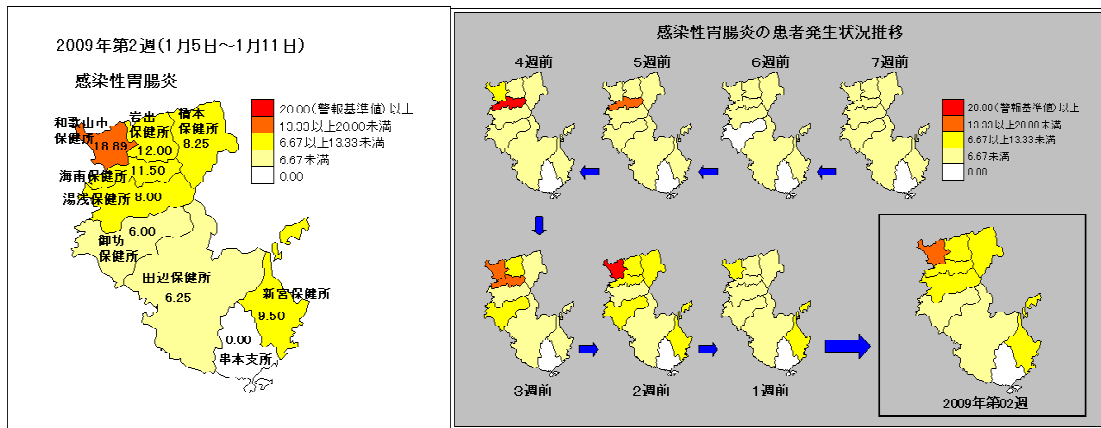 2009年第2週(1月5日～1月11日)
感染性胃腸炎
20.00(警報基準値)以上
13.33以上20.00未満
6.67以上13.33未満
6.67未満
0.00
和歌山市
保健所
18.89
岩出
保健所
12.00
橋本
保健所
8.25
海南保健所
11.50
湯浅保健所
8.00
御坊
保健所
6.00
田辺保健所
6.25
新宮保健所
9.50
0.00
串本支所
感染性胃腸炎の患者発生状況推移
4週前
5週前
6週前
7週前
20.00(警報基準値)以上
13.33以上20.00未満
6.67以上13.33未満
6.67未満
0.00
3週前
2週前
1週前
2009年第02週